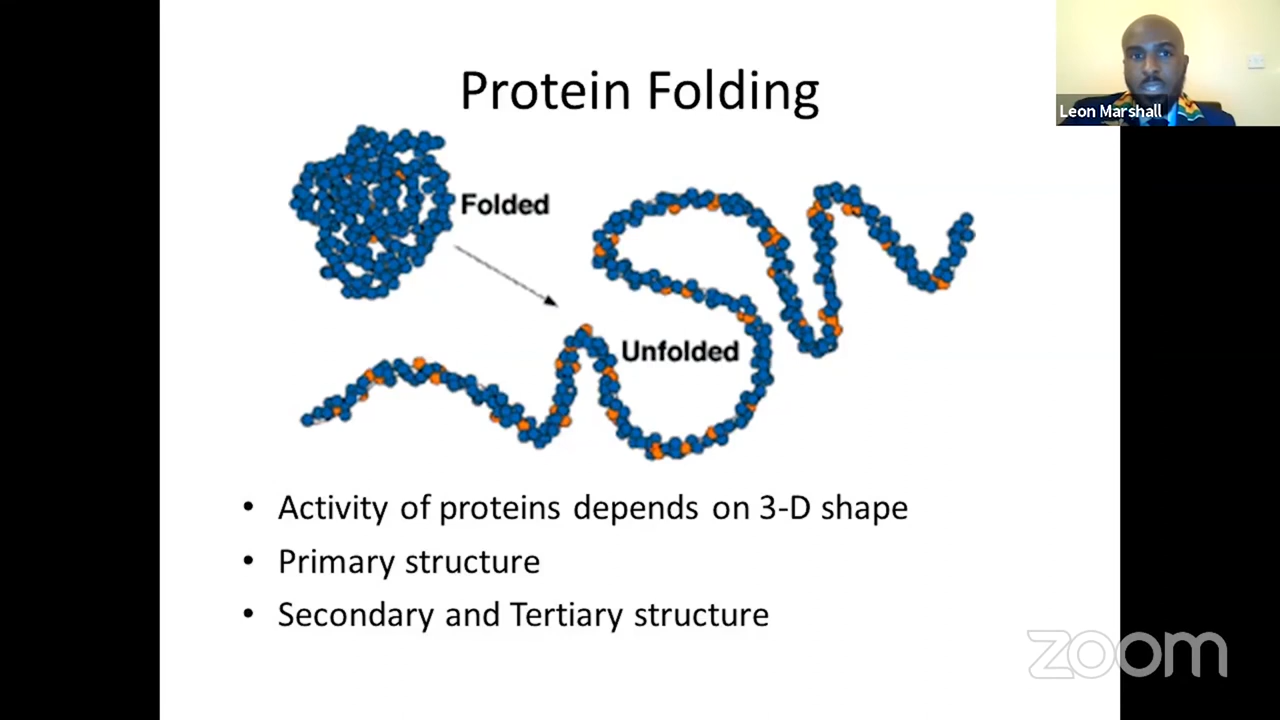 Protein Folding
Leon Marshall
Folded
Unfolded
• Activity of proteins depends on 3-D shape
• Primary structure
• Secondary and Tertiary structure
zoom